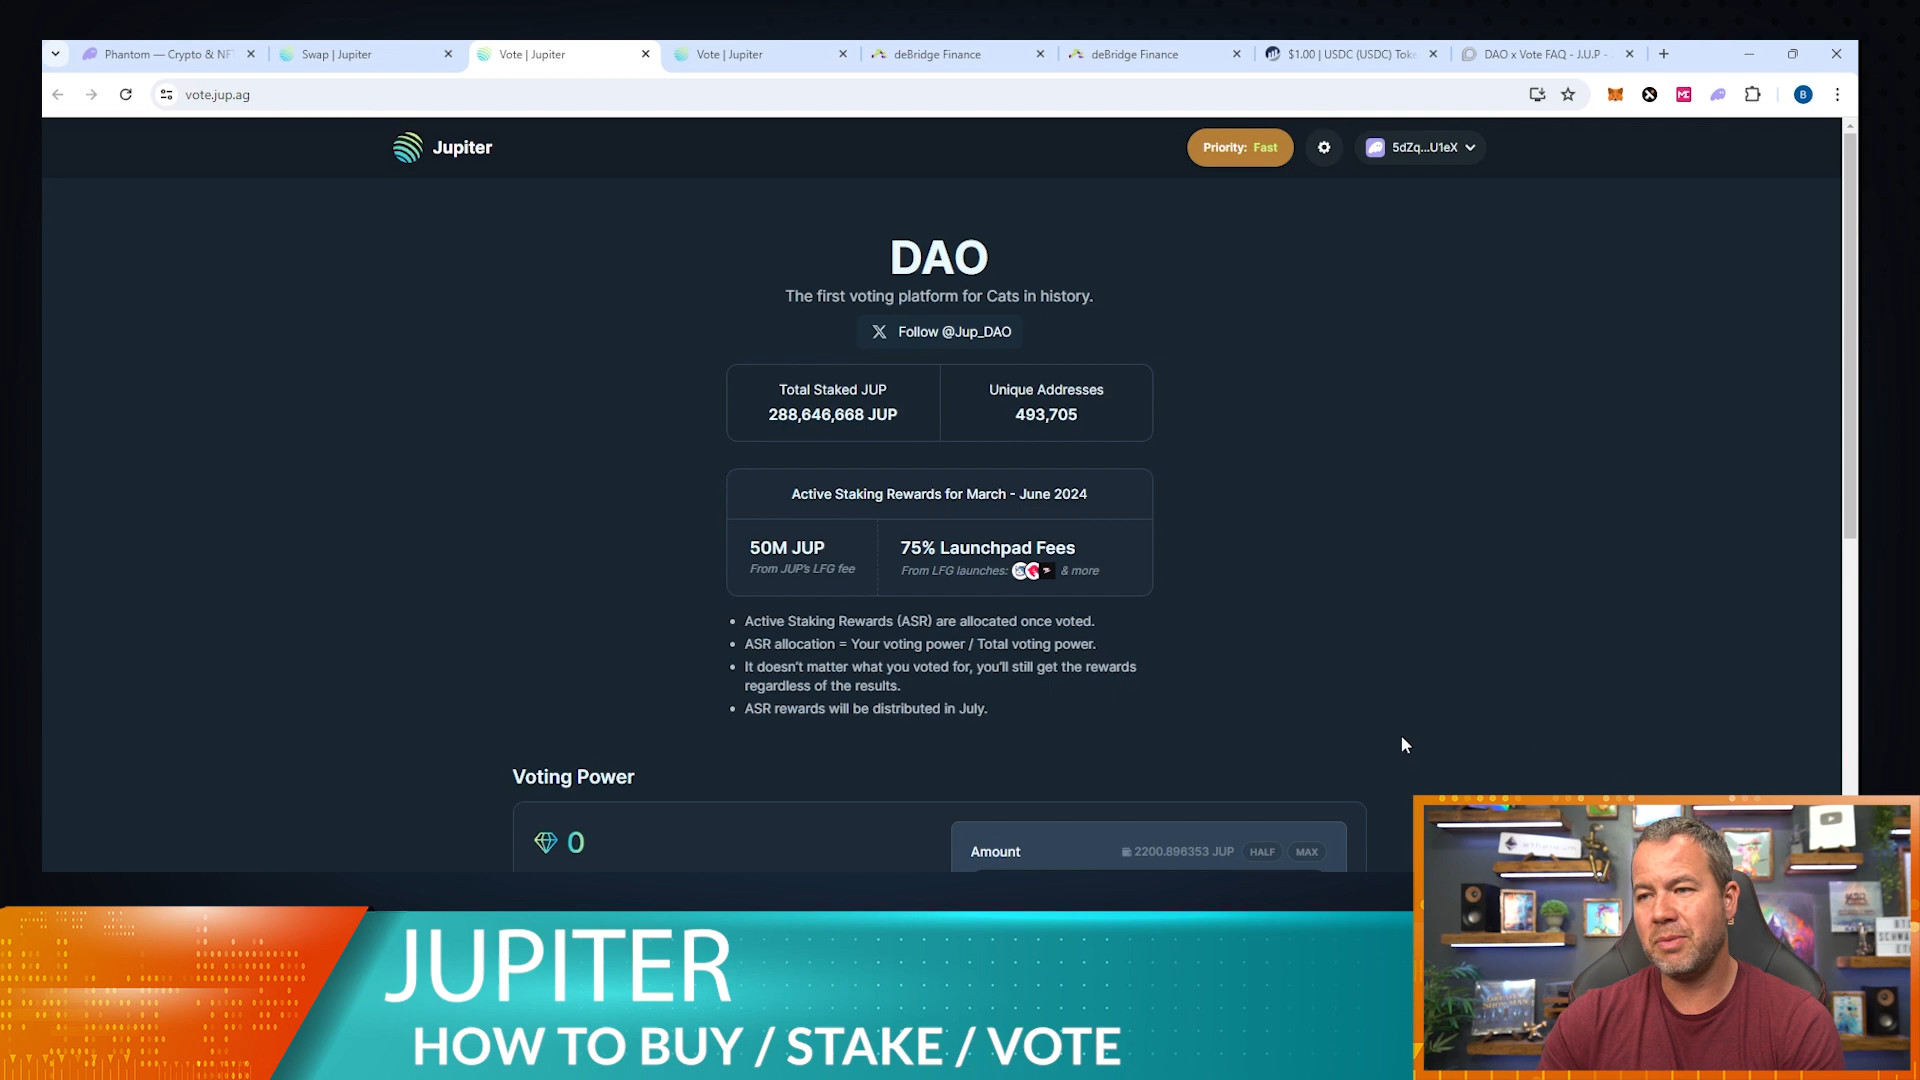 Phantom — Crypto & NF
Swap | Jupiter
Vote | Jupiter
Vote | Jupiter
deBridge Finance
deBridge Finance
$1.00 | USDC (USDC) Toke
DAO x Vote FAQ - J.U.P -
vote.jup.ag
B
Jupiter
Priority: Fast
5dZq...U1eX
DAO
The first voting platform for Cats in history.
Follow @Jup_DAO
Total Staked JUP
288,646,668 JUP
Unique Addresses
493,705
Active Staking Rewards for March - June 2024
50M JUP
From JUP's LFG fee
75% Launchpad Fees
From LFG launches: & more
• Active Staking Rewards (ASR) are allocated once voted.
• ASR allocation = Your voting power / Total voting power.
• It doesn't matter what you voted for, you'll still get the rewards
regardless of the results.
• ASR rewards will be distributed in July.
Voting Power
0
Amount
2200.896353 JUP
HALF
MAX
ethereum
JUPITER
HOW TO BUY / STAKE / VOTE